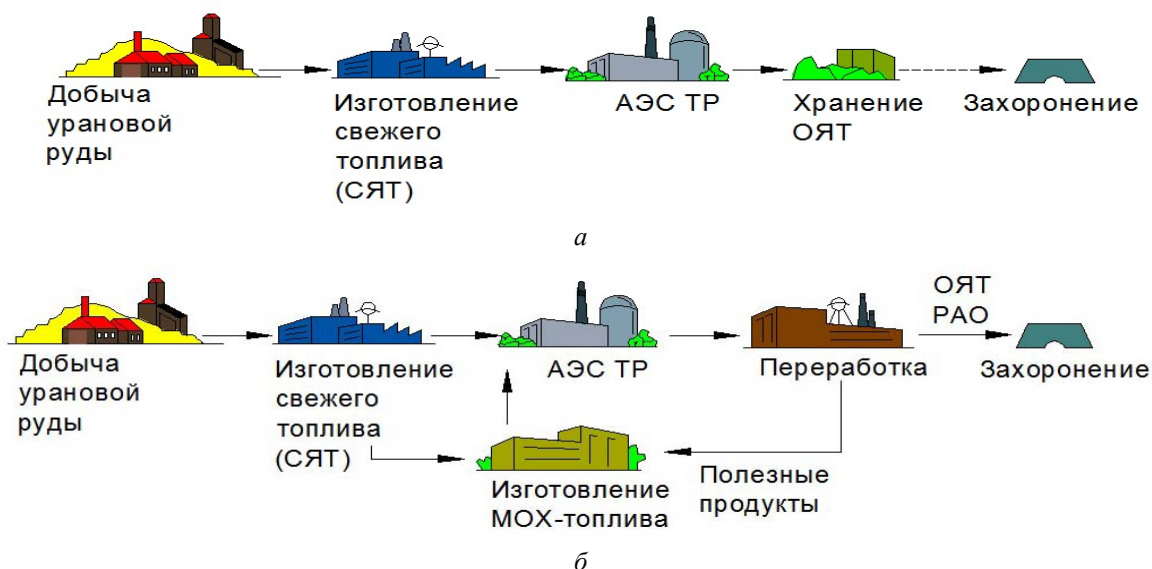 Добыча
урановой
руды
Изготовление
свежего
топлива
(СЯТ)
АЭС ТР
Хранение
ОЯТ
Захоронение
а
Добыча
урановой
руды
Изготовление
свежего
топлива
(СЯТ)
АЭС ТР
Переработка
ОЯТ
РАО
Захоронение
Изготовление
МОХ-топлива
Полезные
продукты
б